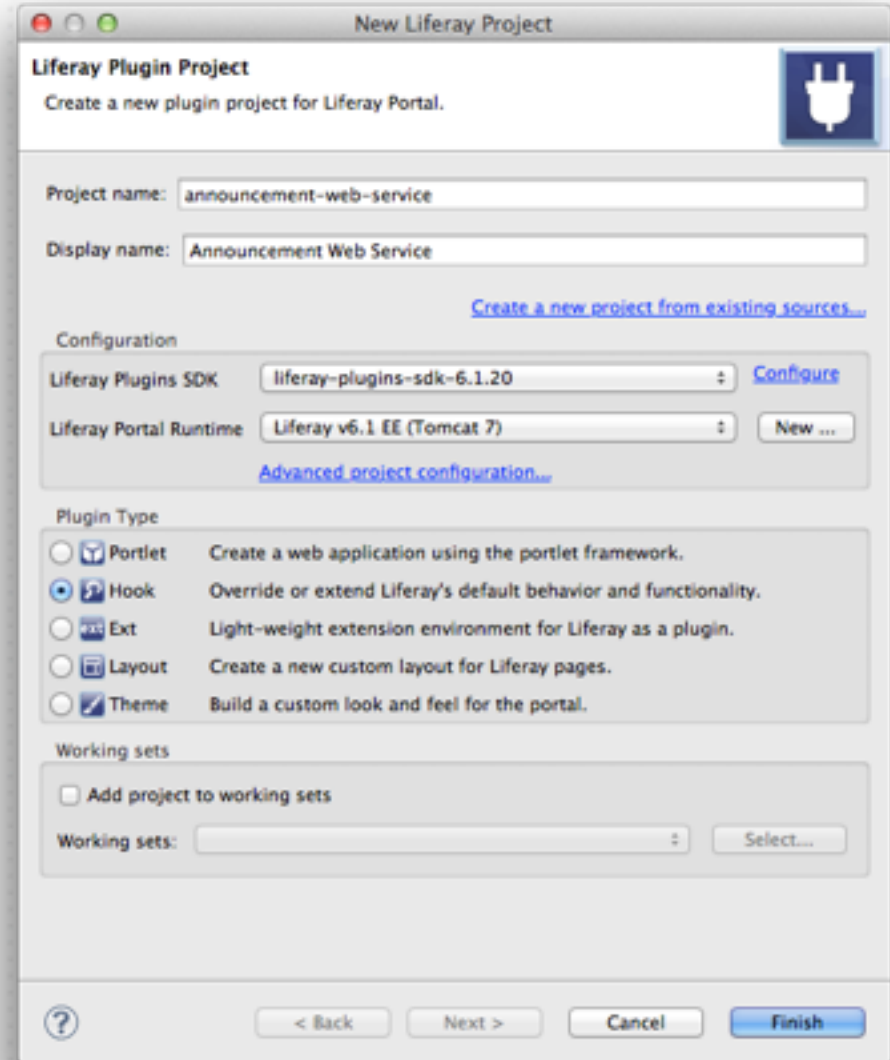 New Liferay Project
Liferay Plugin Project
Create a new plugin project for Liferay Portal.
Project name: announcement-web-service
Display name: Announcement Web Service
Create a new project from existing sources...
Configuration
Liferay Plugins SDK liferay-plugins-sdk-6.1.20 Configure
Liferay Portal Runtime Liferay v6.1 EE (Tomcat 7) New ...
Advanced project configuration...
Plugin Type
Portlet Create a web application using the portlet framework.
Hook Override or extend Liferay's default behavior and functionality.
Ext Light-weight extension environment for Liferay as a plugin.
Layout Create a new custom layout for Liferay pages.
Theme Build a custom look and feel for the portal.
Working sets
Add project to working sets
Working sets: Select...
? < Back Next > Cancel Finish